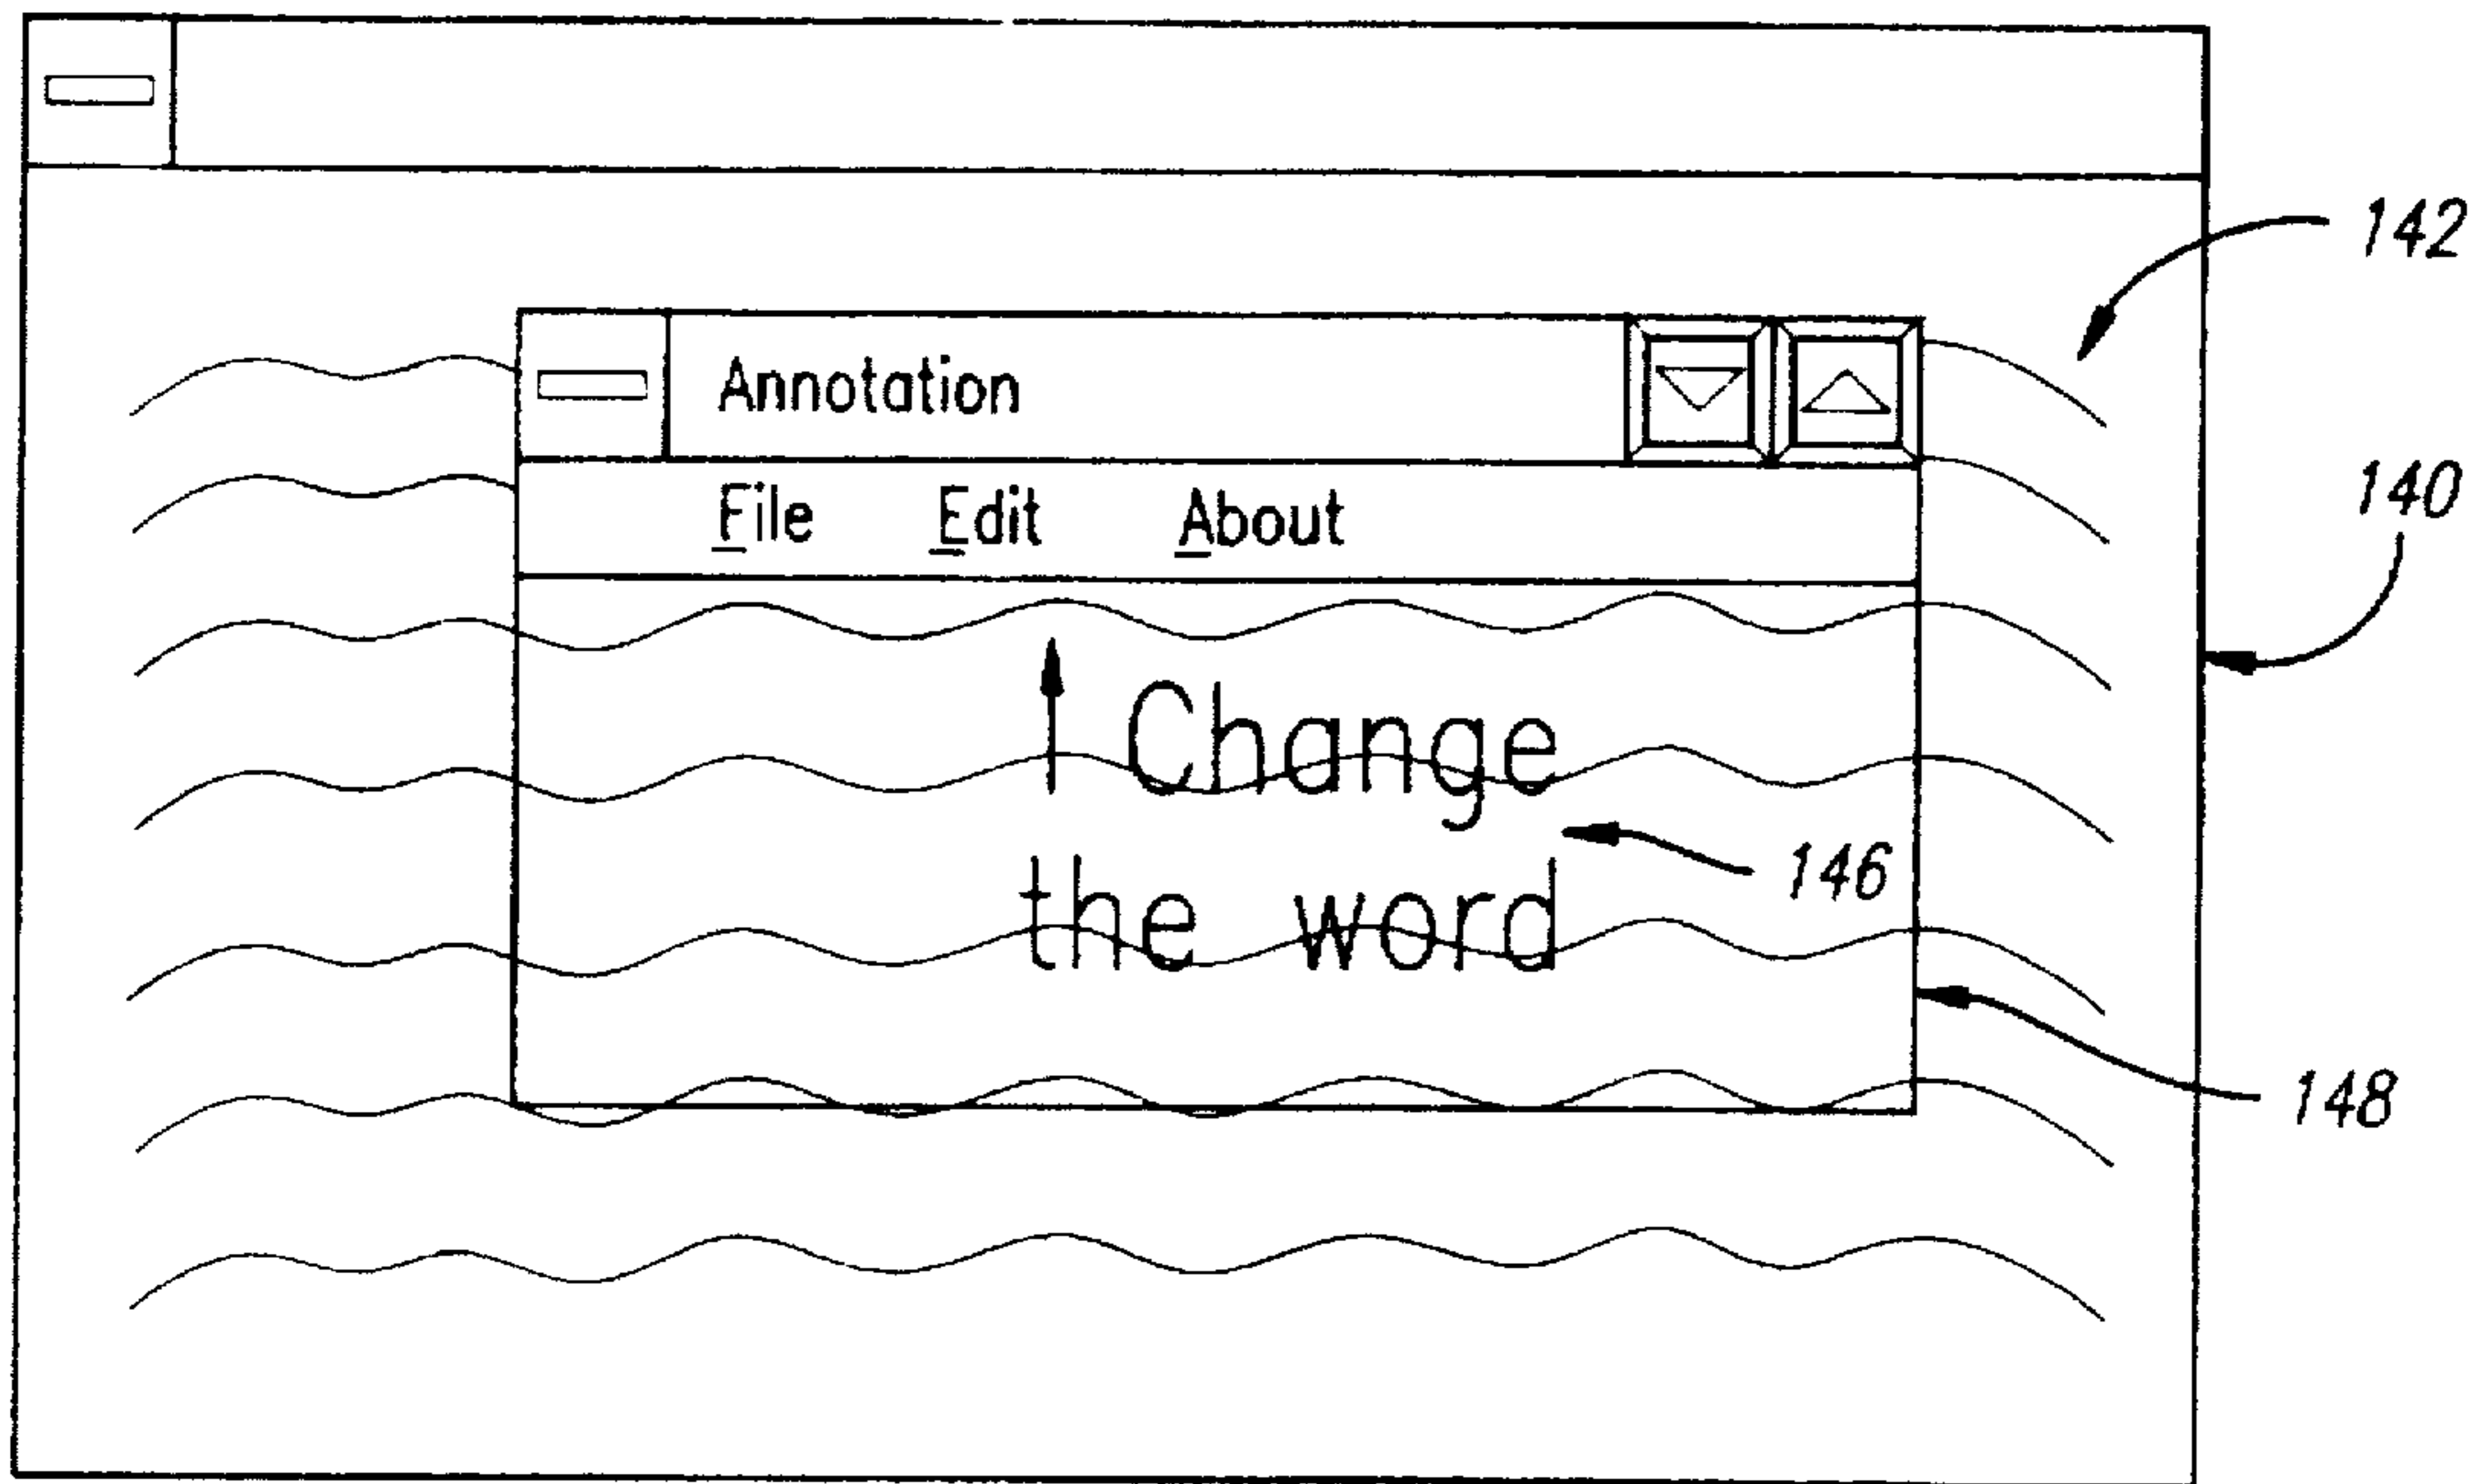 142
Annotation
140
File Edit About
Change
146
the word
148